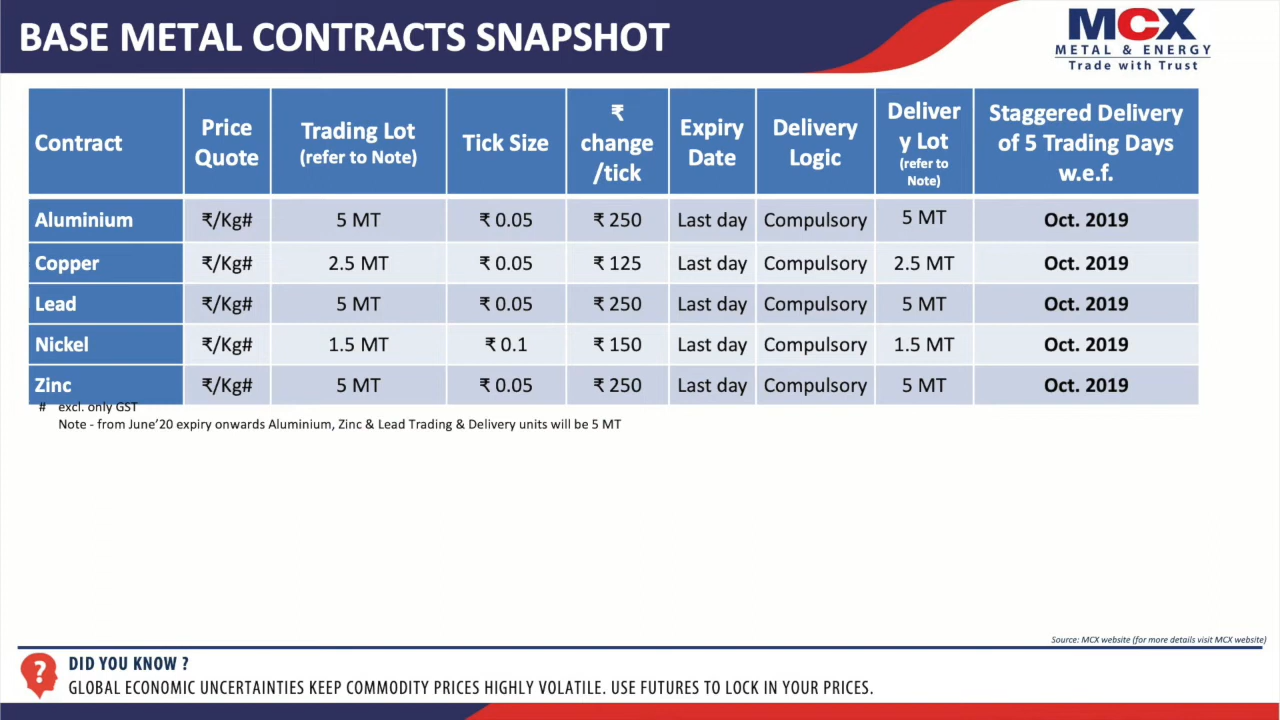 BASE METAL CONTRACTS SNAPSHOT
MCX
METAL & ENERGY
Trade with Trust
Contract
Price
Quote
Trading Lot
(refer to Note)
Tick Size
₹
change
/tick
Expiry
Date
Delivery
Logic
Deliver
y Lot
(refer to
Note)
Staggered Delivery
of 5 Trading Days
w.e.f.
Aluminium ₹/Kg# 5 MT ₹ 0.05 ₹ 250 Last day Compulsory 5 MT Oct. 2019
Copper ₹/Kg# 2.5 MT ₹ 0.05 ₹ 125 Last day Compulsory 2.5 MT Oct. 2019
Lead ₹/Kg# 5 MT ₹ 0.05 ₹ 250 Last day Compulsory 5 MT Oct. 2019
Nickel ₹/Kg# 1.5 MT ₹ 0.1 ₹ 150 Last day Compulsory 1.5 MT Oct. 2019
Zinc ₹/Kg# 5 MT ₹ 0.05 ₹ 250 Last day Compulsory 5 MT Oct. 2019
# excl. only GST
Note - from June'20 expiry onwards Aluminium, Zinc & Lead Trading & Delivery units will be 5 MT
Source: MCX website (for more details visit MCX website)
?
DID YOU KNOW ?
GLOBAL ECONOMIC UNCERTAINTIES KEEP COMMODITY PRICES HIGHLY VOLATILE. USE FUTURES TO LOCK IN YOUR PRICES.